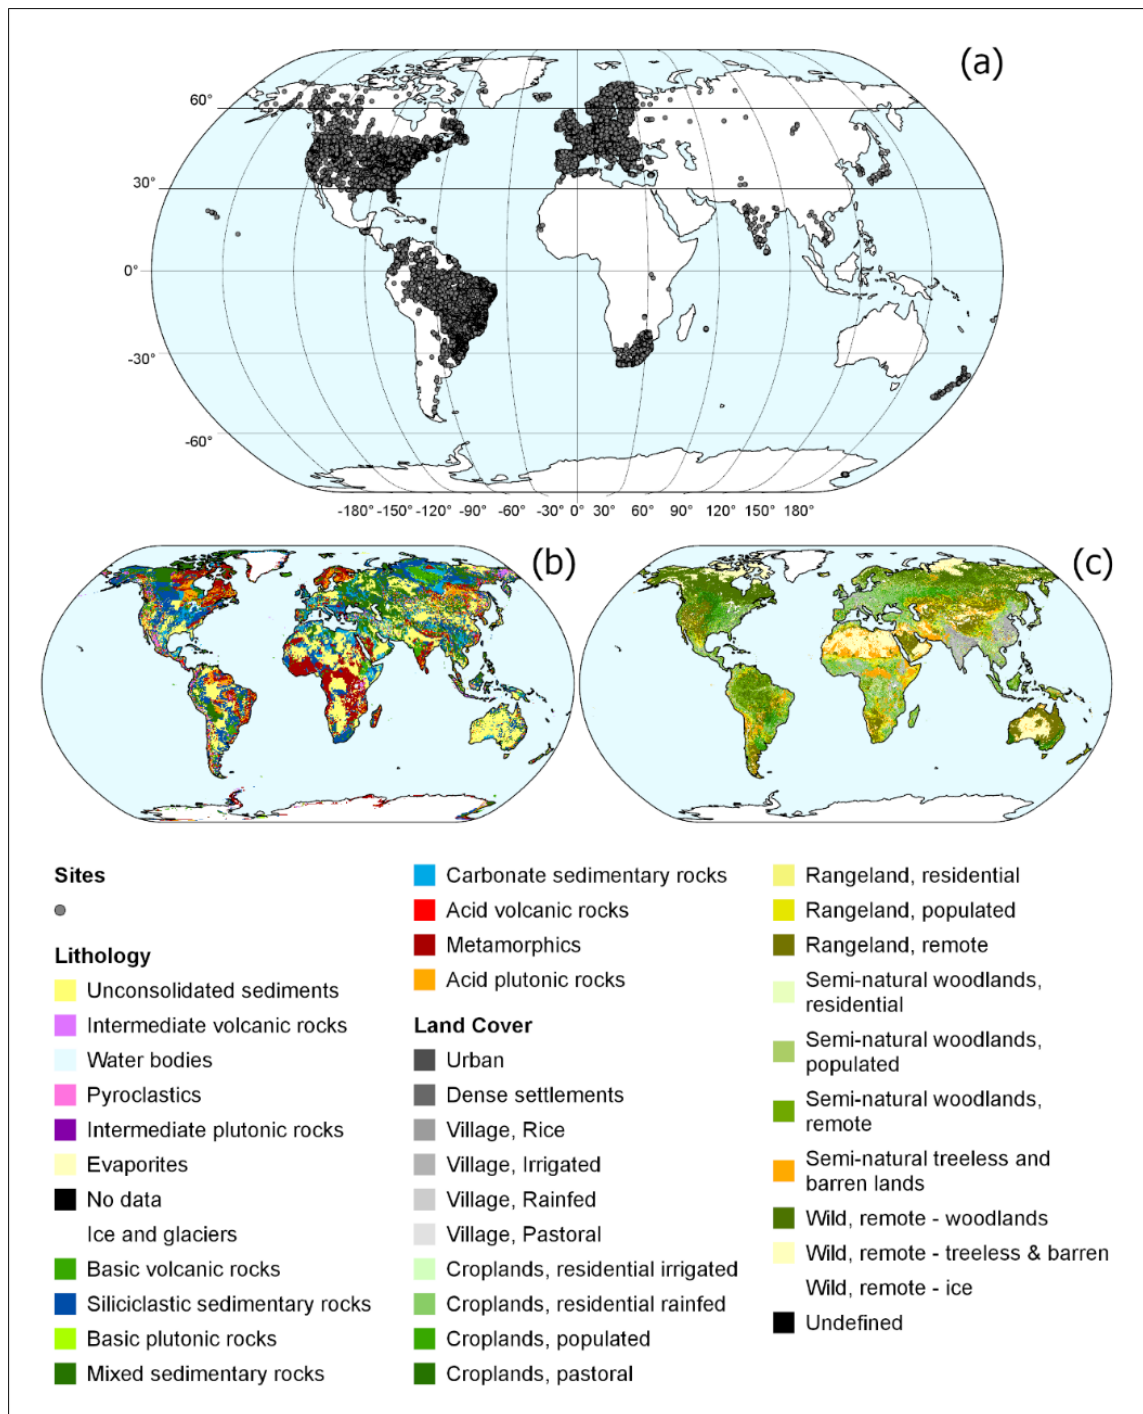 (a)
60°
30°
0°
-30°
-60°
-180° -150° -120° -90° -60° -30° 0° 30° 60° 90° 120° 150° 180°
(b)
(c)
Sites
Lithology
Unconsolidated sediments
Intermediate volcanic rocks
Water bodies
Pyroclastics
Intermediate plutonic rocks
Evaporites
No data
Ice and glaciers
Basic volcanic rocks
Siliciclastic sedimentary rocks
Basic plutonic rocks
Mixed sedimentary rocks
Carbonate sedimentary rocks
Acid volcanic rocks
Metamorphics
Acid plutonic rocks
Land Cover
Urban
Dense settlements
Village, Rice
Village, Irrigated
Village, Rainfed
Village, Pastoral
Croplands, residential irrigated
Croplands, residential rainfed
Croplands, populated
Croplands, pastoral
Rangeland, residential
Rangeland, populated
Rangeland, remote
Semi-natural woodlands,
residential
Semi-natural woodlands,
populated
Semi-natural woodlands,
remote
Semi-natural treeless and
barren lands
Wild, remote - woodlands
Wild, remote - treeless & barren
Wild, remote - ice
Undefined